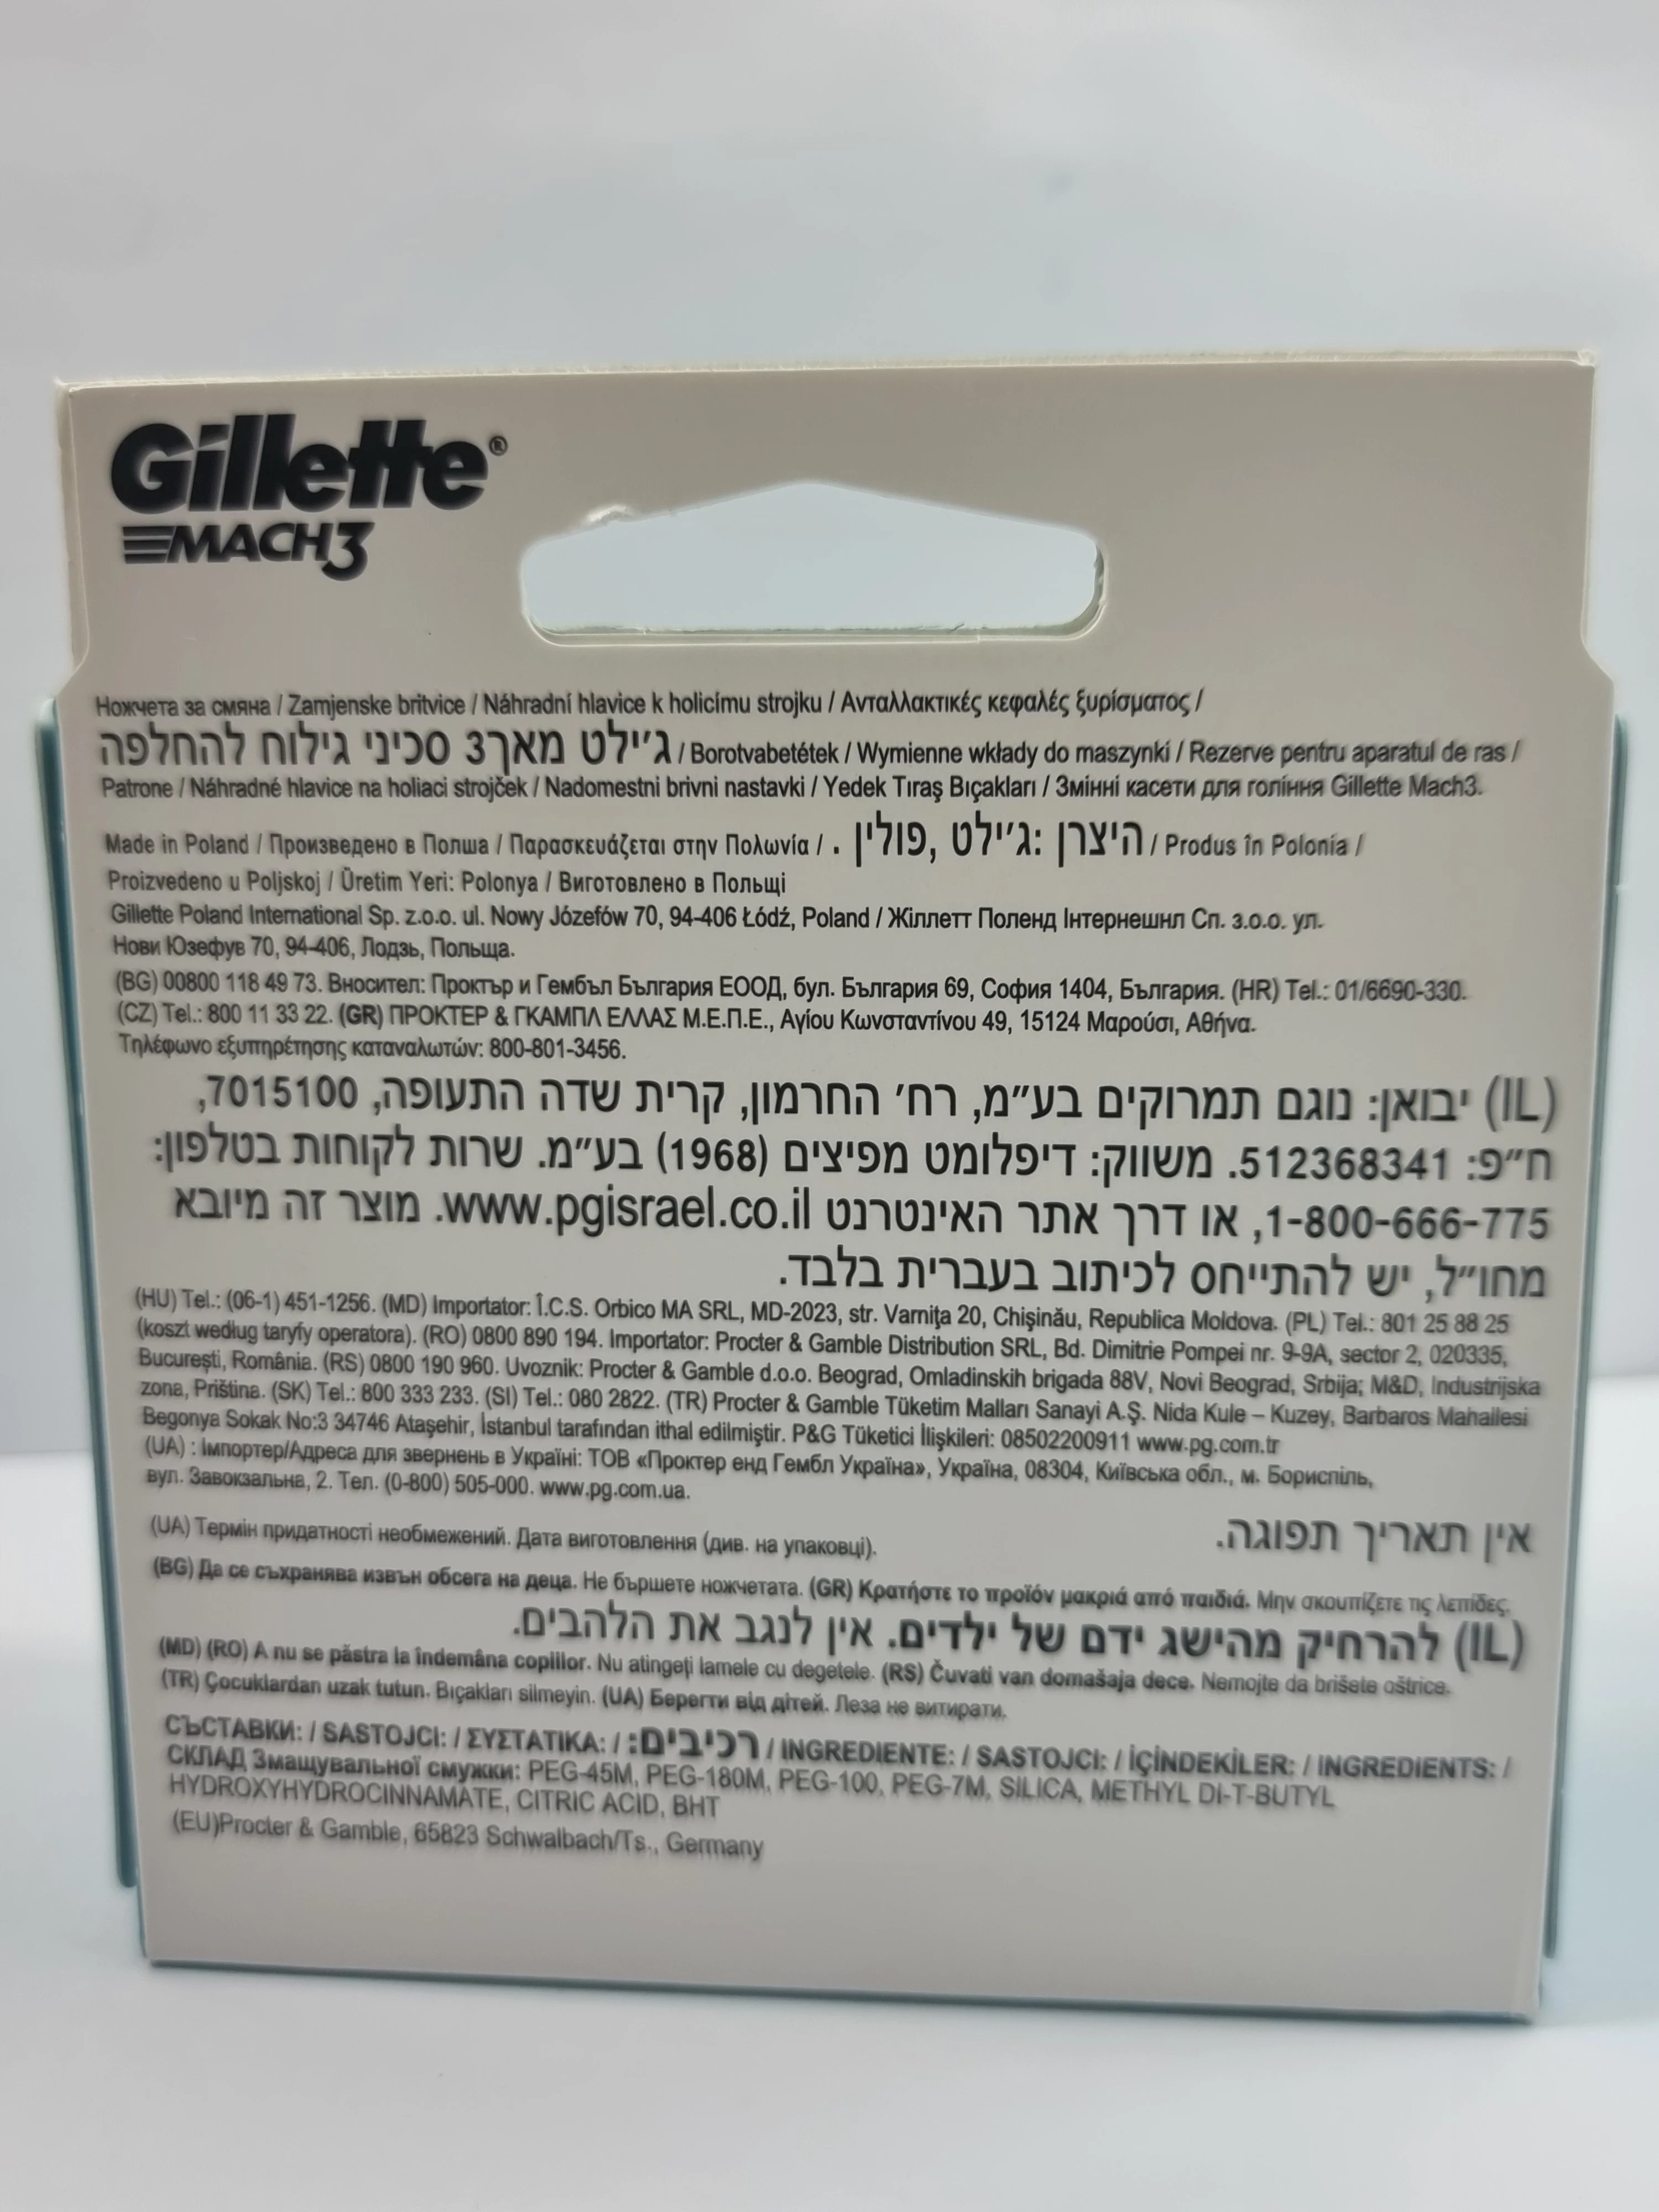 Gillette®
MACH3
Ножчета за смяна / Zamjenske britvice / Náhradní hlavice k holicímu strojku / Ανταλλακτικές κεφαλές ξυρίσματος /
ג׳ילט מאך3 סכיני גילוח להחלפה / Borotvabetétek / Wymienne wkłady do maszynki / Rezerve pentru aparatul de ras /
Patrone / Náhradné hlavice na holiaci strojček / Nadomestni brivni nastavki / Yedek Tıraş Bıçakları / Змінні касети для гоління Gillette Mach3.
Made in Poland / Произведено в Полша / Παρασκευάζεται στην Πολωνία / היצרן :ג׳ילט ,פולין . / Produs în Polonia /
Proizvedeno u Poljskoj / Üretim Yeri: Polonya / Виготовлено в Польщі
Gillette Poland International Sp. z.o.o. ul. Nowy Józefów 70, 94-406 Łódź, Poland / Жіллетт Поленд Інтернешнл Сп. з.о.о. ул.
Нови Юзефув 70, 94-406, Лодзь, Польща.
(BG) 00800 118 49 73. Вносител: Проктър и Гембъл България ЕООД, бул. България 69, София 1404, България. (HR) Tel.: 01/6690-330.
(CZ) Tel.: 800 11 33 22. (GR) ΠΡΟΚΤΕΡ & ΓΚΑΜΠΛ ΕΛΛΑΣ Μ.Ε.Π.Ε., Αγίου Κωνσταντίνου 49, 15124 Μαρούσι, Αθήνα.
Τηλέφωνο εξυπηρέτησης καταναλωτών: 800-801-3456.
(IL) יבואן: נוגם תמרוקים בע״מ, רח׳ החרמון, קרית שדה התעופה, 7015100,
ח״פ: 512368341. משווק: דיפלומט מפיצים (1968) בע״מ. שרות לקוחות בטלפון:
1-800-666-775, או דרך אתר האינטרנט www.pgisrael.co.il. מוצר זה מיובא
מחו״ל, יש להתייחס לכיתוב בעברית בלבד.
(HU) Tel.: (06-1) 451-1256. (MD) Importator: Î.C.S. Orbico MA SRL, MD-2023, str. Varniţa 20, Chişinău, Republica Moldova. (PL) Tel.: 801 25 88 25
(koszt według taryfy operatora). (RO) 0800 890 194. Importator: Procter & Gamble Distribution SRL, Bd. Dimitrie Pompei nr. 9-9A, sector 2, 020335,
Bucureşti, România. (RS) 0800 190 960. Uvoznik: Procter & Gamble d.o.o. Beograd, Omladinskih brigada 88V, Novi Beograd, Srbija; M&D, Industrijska
zona, Priština. (SK) Tel.: 800 333 233. (SI) Tel.: 080 2822. (TR) Procter & Gamble Tüketim Malları Sanayi A.Ş. Nida Kule – Kuzey, Barbaros Mahallesi
Begonya Sokak No:3 34746 Ataşehir, İstanbul tarafından ithal edilmiştir. P&G Tüketici İlişkileri: 08502200911 www.pg.com.tr
(UA) : Імпортер/Адреса для звернень в Україні: ТОВ «Проктер енд Гембл Україна», Україна, 08304, Київська обл., м. Бориспіль,
вул. Завокзальна, 2. Тел. (0-800) 505-000. www.pg.com.ua.
(UA) Термін придатності необмежений. Дата виготовлення (див. на упаковці). אין תאריך תפוגה.
(BG) Да се съхранява извън обсега на деца. Не бършете ножчетата. (GR) Κρατήστε το προϊόν μακριά από παιδιά. Μην σκουπίζετε τις λεπίδες.
(IL) להרחיק מהישג ידם של ילדים. אין לנגב את הלהבים.
(MD) (RO) A nu se păstra la îndemâna copiilor. Nu atingeţi lamele cu degetele. (RS) Čuvati van domašaja dece. Nemojte da brišete oštrice.
(TR) Çocuklardan uzak tutun. Bıçakları silmeyin. (UA) Берегти від дітей. Леза не витирати.
СЪСТАВКИ: / SASTOJCI: / ΣΥΣΤΑΤΙΚΑ: / רכיבים: / INGREDIENTE: / SASTOJCI: / İÇİNDEKİLER: / INGREDIENTS: /
СКЛАД Змащувальної смужки: PEG-45M, PEG-180M, PEG-100, PEG-7M, SILICA, METHYL DI-T-BUTYL
HYDROXYHYDROCINNAMATE, CITRIC ACID, BHT
(EU)Procter & Gamble, 65823 Schwalbach/Ts., Germany